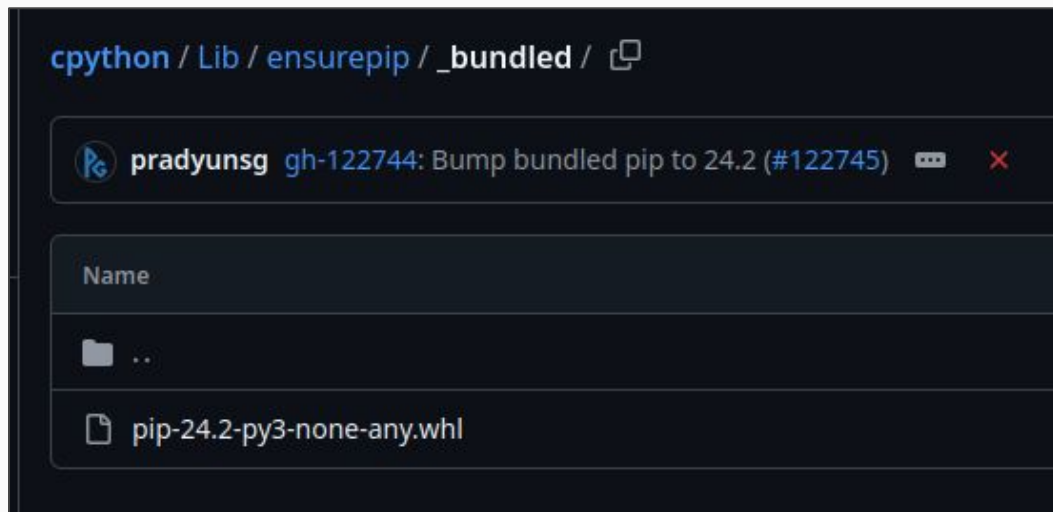 cpython / Lib / ensurepip / _bundled /
pradyunsg gh-122744: Bump bundled pip to 24.2 (#122745)
Name
..
pip-24.2-py3-none-any.whl